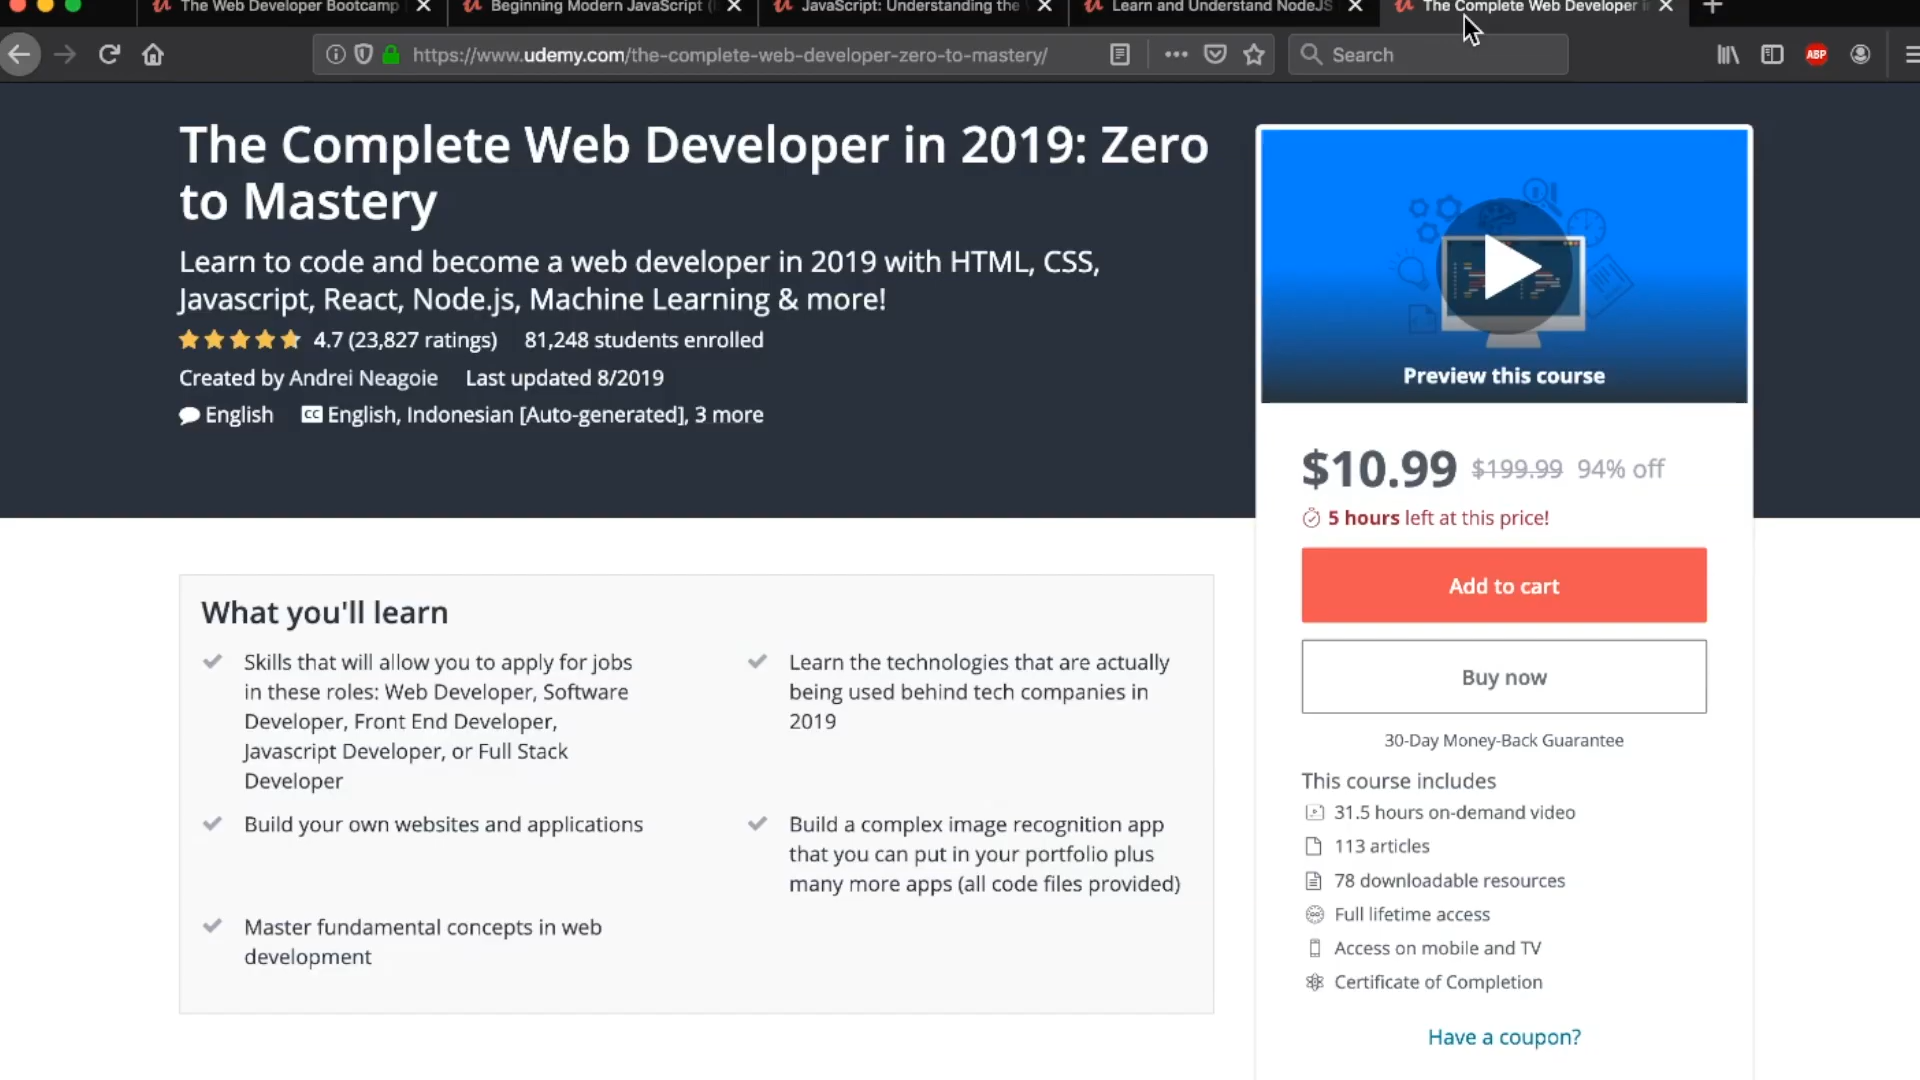 The Web Developer Bootcamp
Beginning Modern JavaScript
JavaScript: Understanding the
Learn and Understand NodeJS
The Complete Web Developer
https://www.udemy.com/the-complete-web-developer-zero-to-mastery/
Search
ABP
The Complete Web Developer in 2019: Zero
to Mastery
Learn to code and become a web developer in 2019 with HTML, CSS,
Javascript, React, Node.js, Machine Learning & more!
4.7 (23,827 ratings) 81,248 students enrolled
Created by Andrei Neagoie Last updated 8/2019
English CC English, Indonesian [Auto-generated], 3 more
Preview this course
$10.99 $199.99 94% off
5 hours left at this price!
Add to cart
Buy now
30-Day Money-Back Guarantee
This course includes
31.5 hours on-demand video
113 articles
78 downloadable resources
Full lifetime access
Access on mobile and TV
Certificate of Completion
Have a coupon?
What you'll learn
Skills that will allow you to apply for jobs
in these roles: Web Developer, Software
Developer, Front End Developer,
Javascript Developer, or Full Stack
Developer
Learn the technologies that are actually
being used behind tech companies in
2019
Build your own websites and applications
Build a complex image recognition app
that you can put in your portfolio plus
many more apps (all code files provided)
Master fundamental concepts in web
development